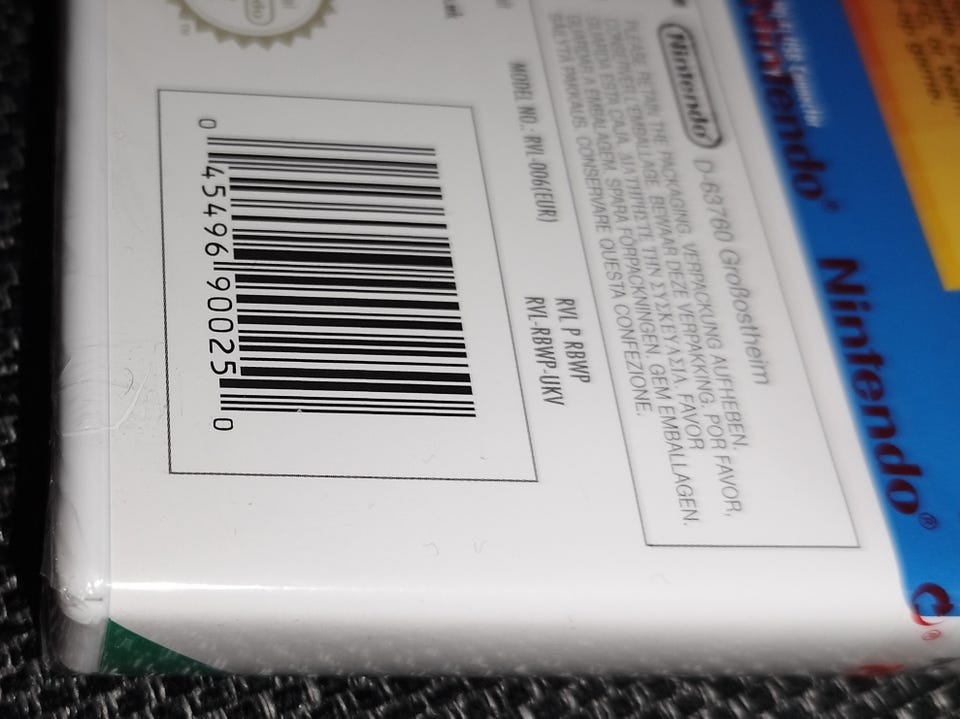 0
45496
90025
0
MODEL NO.: RVL-006(EUR)
RVL P RBWP
RVL-RBWP-UKV
Nintendo
D-63760 Großostheim
PLEASE RETAIN THE PACKAGING. VERPACKUNG AUFHEBEN.
CONSERVER L'EMBALLAGE. BEWAAR DEZE VERPAKKING. POR FAVOR,
GUARDA ESTA CAJA. ΔΙΑΤΗΡΗΣΤΕ ΤΗΝ ΣΥΣΚΕΥΑΣΙΑ. FAVOR
GUARDAR A EMBALAGEM. SPARA FÖRPACKNINGEN. GEM EMBALLAGEN.
SÄILYTÄ PAKKAUS. CONSERVARE QUESTA CONFEZIONE.
Nintendo®
Nintendo®